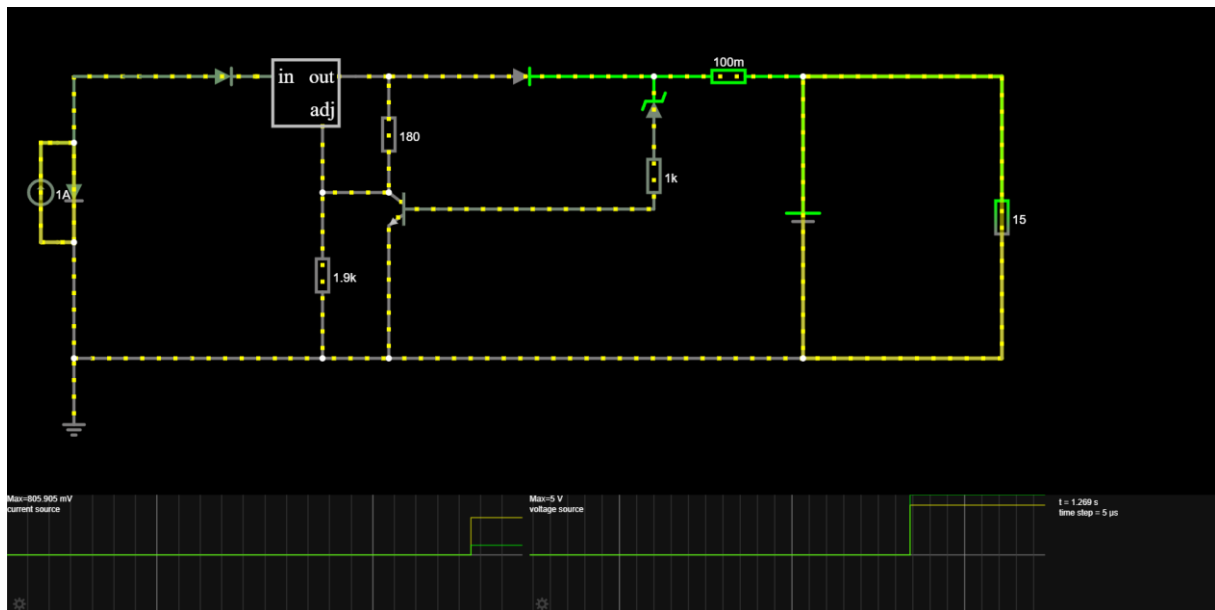 100m
in out
adj
180
1k
1A
15
1.9k
Max=805.905 mV
current source
Max=5 V
voltage source
t = 1.269 s
time step = 5 µs